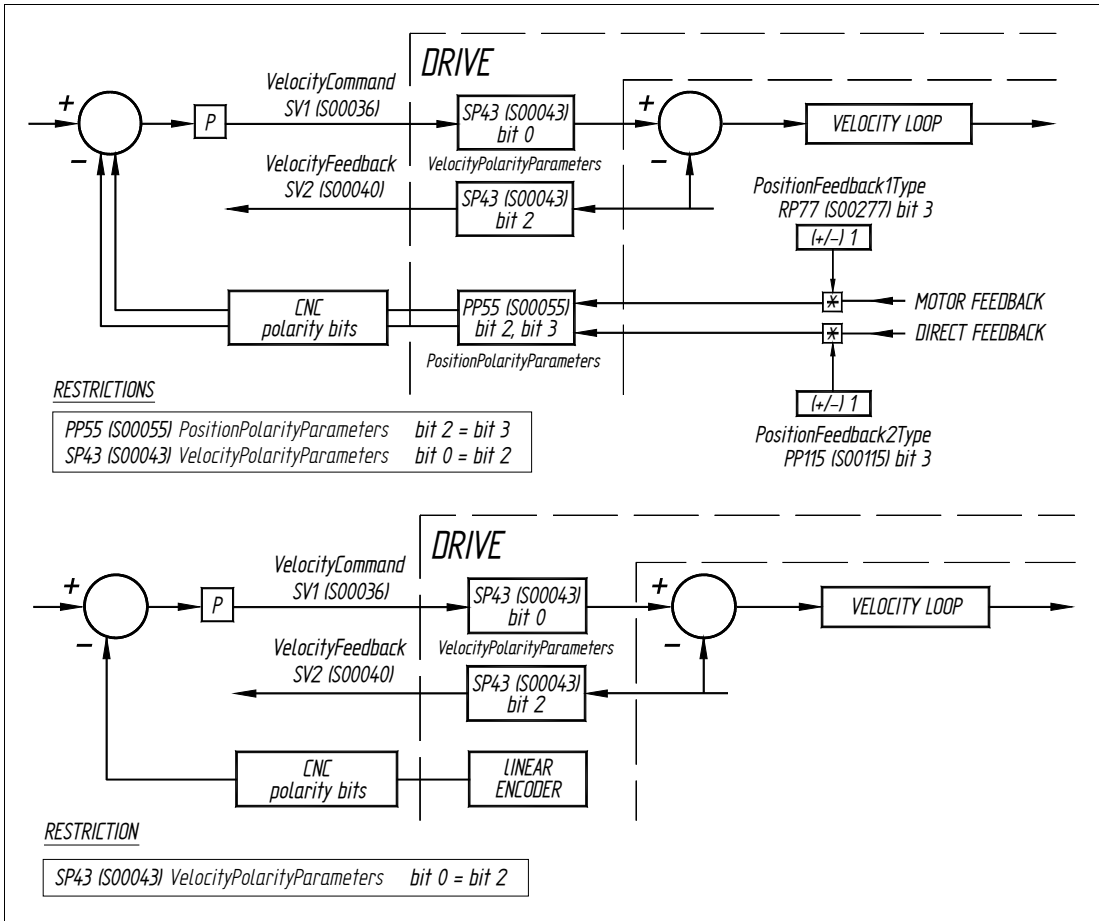 DRIVE
VelocityCommand
SV1 (S00036)
+
−
P
SP43 (S00043)
bit 0
VelocityPolarityParameters
+
−
VELOCITY LOOP
VelocityFeedback
SV2 (S00040)
SP43 (S00043)
bit 2
PositionFeedback1Type
RP77 (S00277) bit 3
(+/-) 1
CNC
polarity bits
PP55 (S00055)
bit 2, bit 3
PositionPolarityParameters
*
MOTOR FEEDBACK
*
DIRECT FEEDBACK
(+/-) 1
PositionFeedback2Type
PP115 (S00115) bit 3
RESTRICTIONS
PP55 (S00055) PositionPolarityParameters bit 2 = bit 3
SP43 (S00043) VelocityPolarityParameters bit 0 = bit 2
DRIVE
VelocityCommand
SV1 (S00036)
+
−
P
SP43 (S00043)
bit 0
VelocityPolarityParameters
+
−
VELOCITY LOOP
VelocityFeedback
SV2 (S00040)
SP43 (S00043)
bit 2
CNC
polarity bits
LINEAR
ENCODER
RESTRICTION
SP43 (S00043) VelocityPolarityParameters bit 0 = bit 2